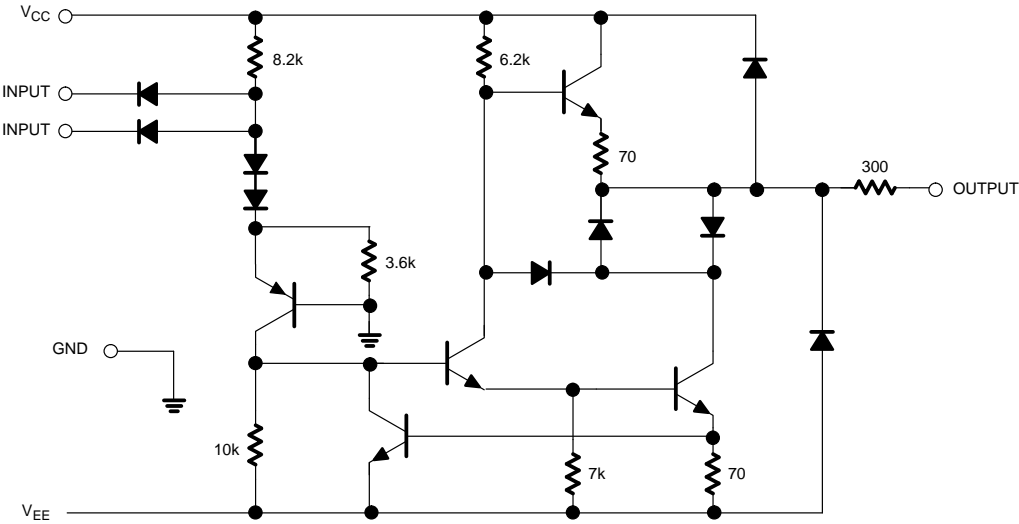 VCC
8.2k
6.2k
INPUT
INPUT
70
300
OUTPUT
3.6k
GND
10k
7k
70
VEE